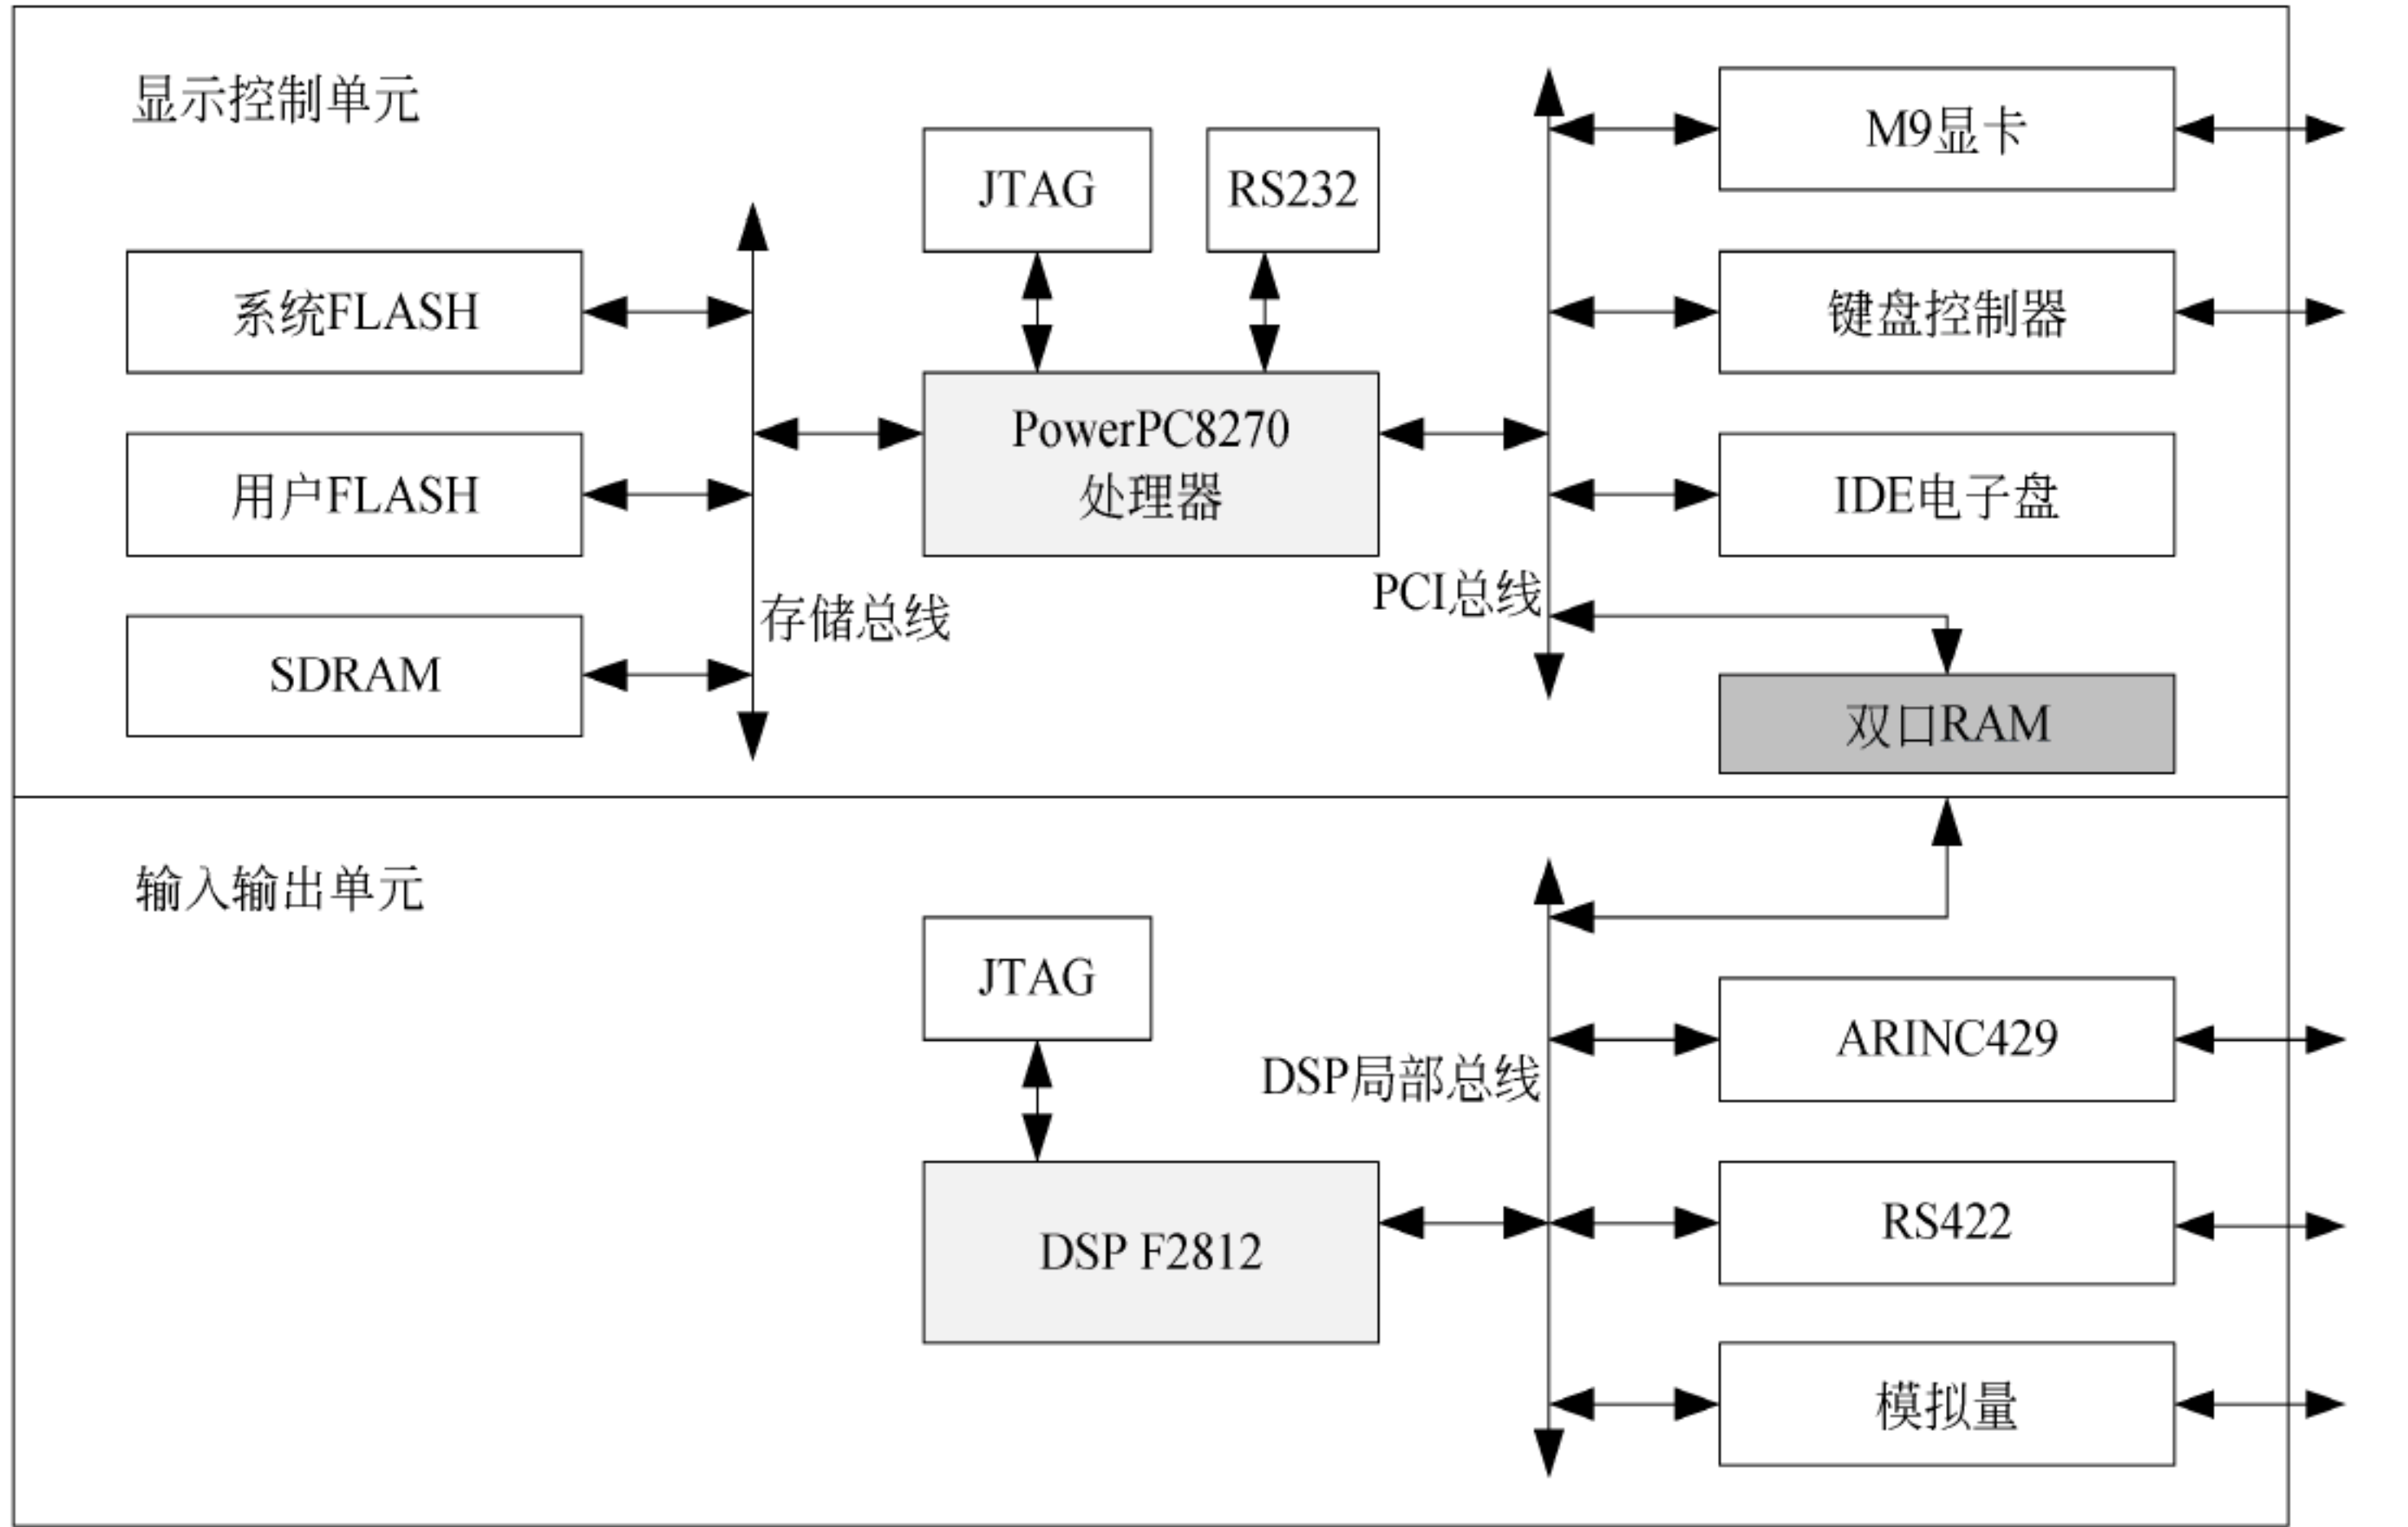 显示控制单元
JTAG
RS232
M9显卡
系统FLASH
键盘控制器
用户FLASH
PowerPC8270
处理器
IDE电子盘
SDRAM
存储总线
PCI总线
双口RAM
输入输出单元
JTAG
DSP局部总线
ARINC429
DSP F2812
RS422
模拟量